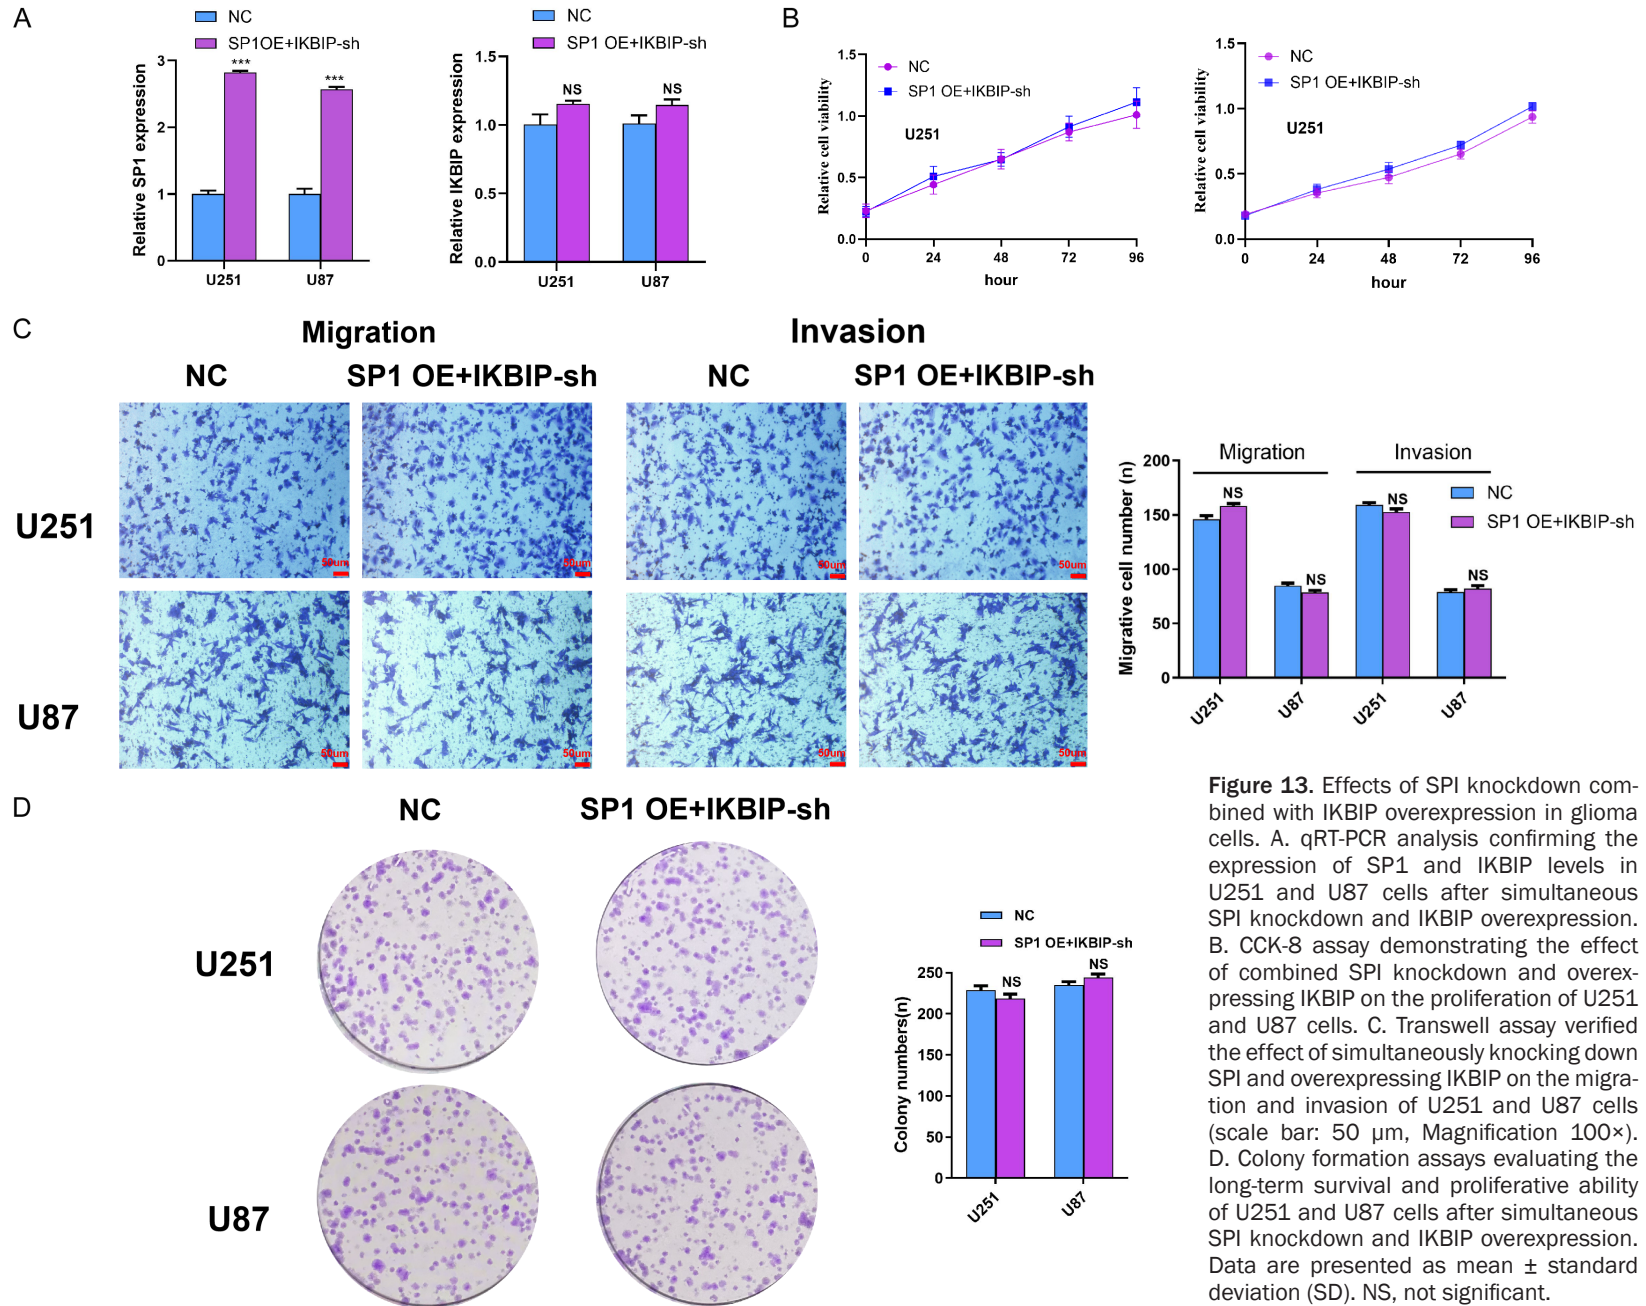 A
NC
SP1OE+IKBIP-sh
Relative SP1 expression
3
2
1
0
***
***
U251
U87
NC
SP1 OE+IKBIP-sh
Relative IKBIP expression
1.5
1.0
0.5
0.0
NS
NS
U251
U87
B
NC
SP1 OE+IKBIP-sh
U251
Relative cell viability
1.5
1.0
0.5
0.0
0 24 48 72 96
hour
NC
SP1 OE+IKBIP-sh
U251
Relative cell viability
1.5
1.0
0.5
0.0
0 24 48 72 96
hour
C
Migration
Invasion
NC
SP1 OE+IKBIP-sh
NC
SP1 OE+IKBIP-sh
U251
50um
50um
50um
50um
U87
50um
50um
50um
50um
Migration
Invasion
NC
SP1 OE+IKBIP-sh
Migrative cell number (n)
200
150
100
50
0
NS
NS
NS
NS
U251
U87
U251
U87
D
NC
SP1 OE+IKBIP-sh
U251
U87
NC
SP1 OE+IKBIP-sh
Colony numbers(n)
250
200
150
100
50
0
NS
NS
U251
U87
Figure 13. Effects of SPI knockdown com-
bined with IKBIP overexpression in glioma
cells. A. qRT-PCR analysis confirming the
expression of SP1 and IKBIP levels in
U251 and U87 cells after simultaneous
SPI knockdown and IKBIP overexpression.
B. CCK-8 assay demonstrating the effect
of combined SPI knockdown and overex-
pressing IKBIP on the proliferation of U251
and U87 cells. C. Transwell assay verified
the effect of simultaneously knocking down
SPI and overexpressing IKBIP on the migra-
tion and invasion of U251 and U87 cells
(scale bar: 50 μm, Magnification 100×).
D. Colony formation assays evaluating the
long-term survival and proliferative ability
of U251 and U87 cells after simultaneous
SPI knockdown and IKBIP overexpression.
Data are presented as mean ± standard
deviation (SD). NS, not significant.